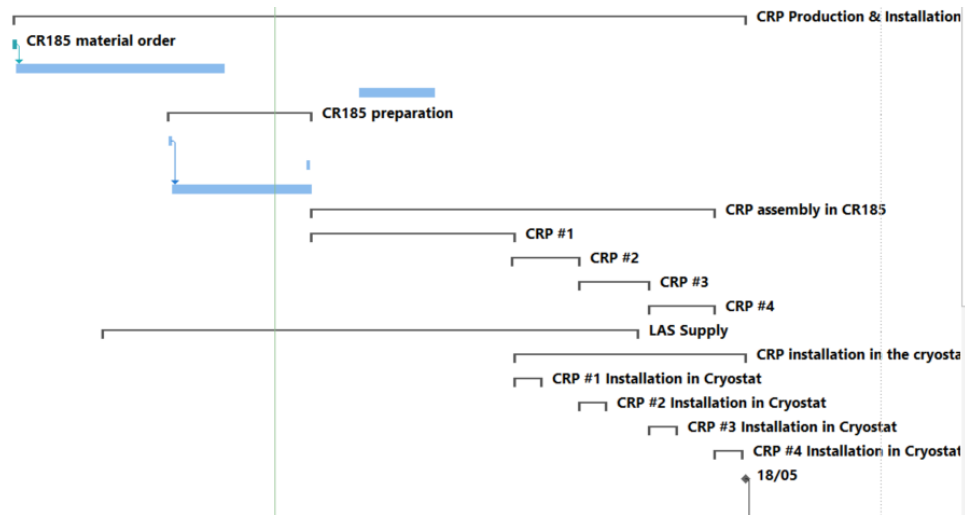 CRP Production & Installation
CR185 material order
CR185 preparation
CRP assembly in CR185
CRP #1
CRP #2
CRP #3
CRP #4
LAS Supply
CRP installation in the cryosta
CRP #1 Installation in Cryostat
CRP #2 Installation in Cryostat
CRP #3 Installation in Cryostat
CRP #4 Installation in Cryostat
18/05